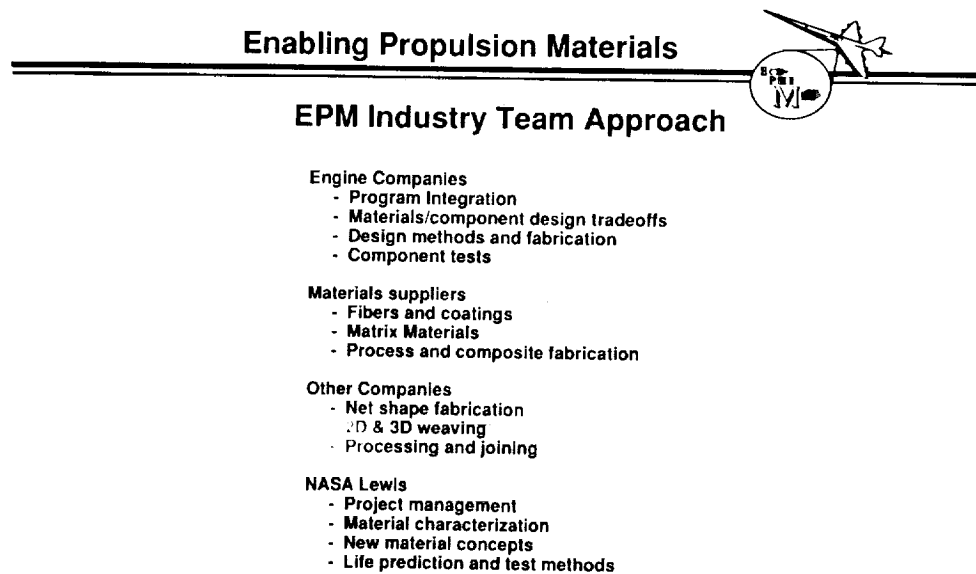 Enabling Propulsion Materials
EPM Industry Team Approach
Engine Companies
- Program Integration
- Materials/component design tradeoffs
- Design methods and fabrication
- Component tests
Materials suppliers
- Fibers and coatings
- Matrix Materials
- Process and composite fabrication
Other Companies
- Net shape fabrication
2D & 3D weaving
- Processing and joining
NASA Lewis
- Project management
- Material characterization
- New material concepts
- Life prediction and test methods